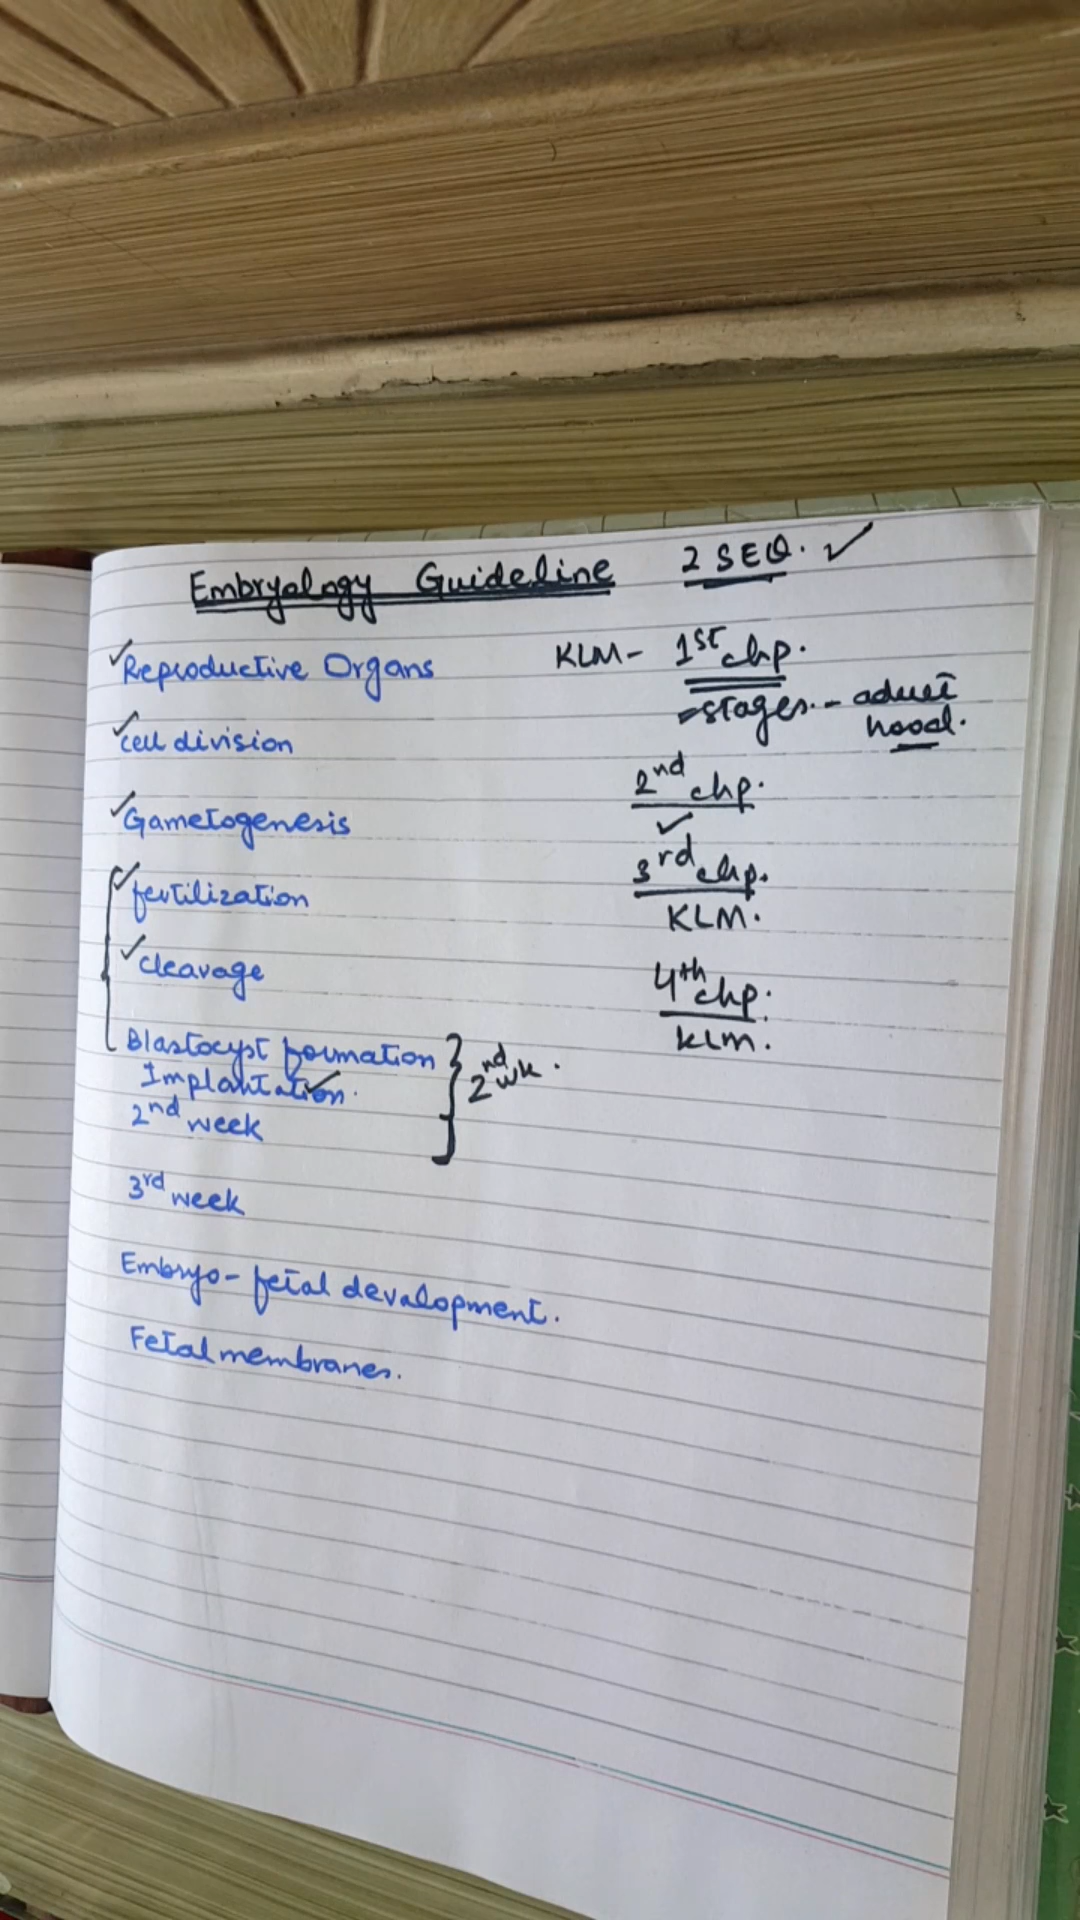 Embryology Guideline 2 SEQ. ✓
✓Reproductive Organs KLM- 1st chp.
stages. - adult
hood.
✓Cell division
2nd chp.
✓Gametogenesis
✓
3rd chp.
✓fertilization
KLM.
✓cleavage
4th chp:
KLM.
Blastocyst formation
Implantation. ✓
2nd week
2nd wk.
3rd week
Embryo-fetal devalopment.
Fetal membranes.